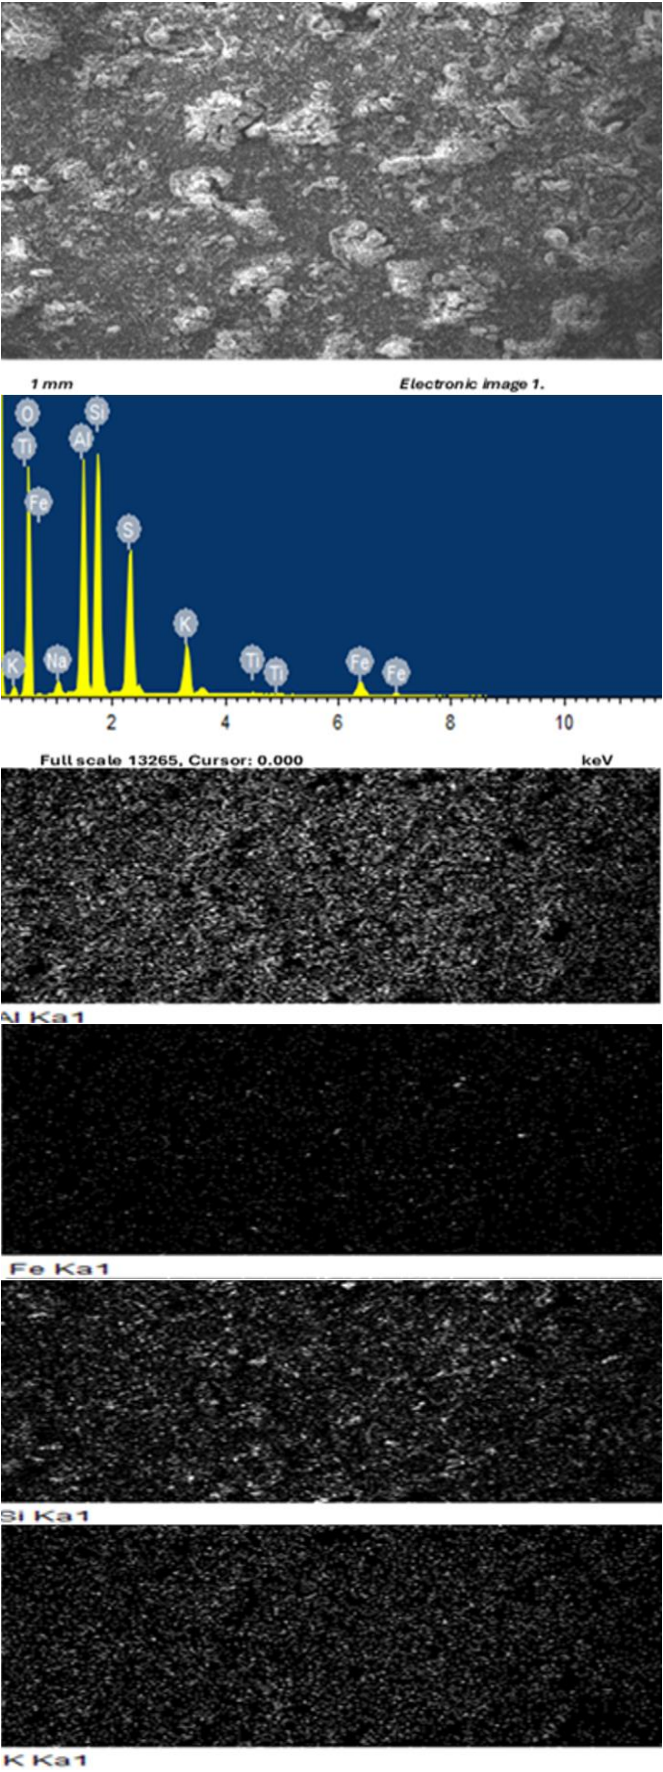 1 mm Electronic image 1.
O Si
Ti Al
Fe
S
K
K Na Ti Ti Fe Fe
2 4 6 8 10
Full scale 13265, Cursor: 0.000 keV
Al Ka1
Fe Ka1
Si Ka1
K Ka1